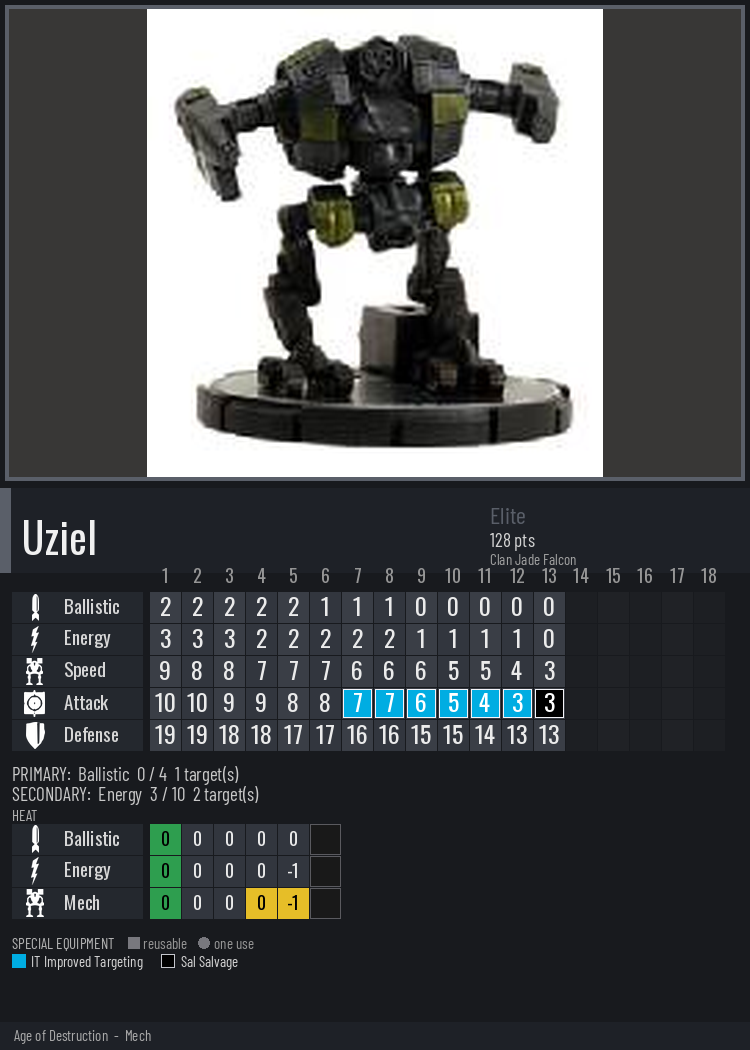 Uziel
Elite
128 pts
Clan Jade Falcon
1 2 3 4 5 6 7 8 9 10 11 12 13 14 15 16 17 18
Ballistic 2 2 2 2 2 1 1 1 0 0 0 0 0
Energy 3 3 3 2 2 2 2 2 1 1 1 1 0
Speed 9 8 8 7 7 7 6 6 6 5 5 4 3
Attack 10 10 9 9 8 8 7 7 6 5 4 3 3
Defense 19 19 18 18 17 17 16 16 15 15 14 13 13
PRIMARY: Ballistic 0 / 4 1 target(s)
SECONDARY: Energy 3 / 10 2 target(s)
HEAT
Ballistic 0 0 0 0 0
Energy 0 0 0 0 -1
Mech 0 0 0 0 -1
SPECIAL EQUIPMENT reusable one use
IT Improved Targeting Sal Salvage
Age of Destruction - Mech